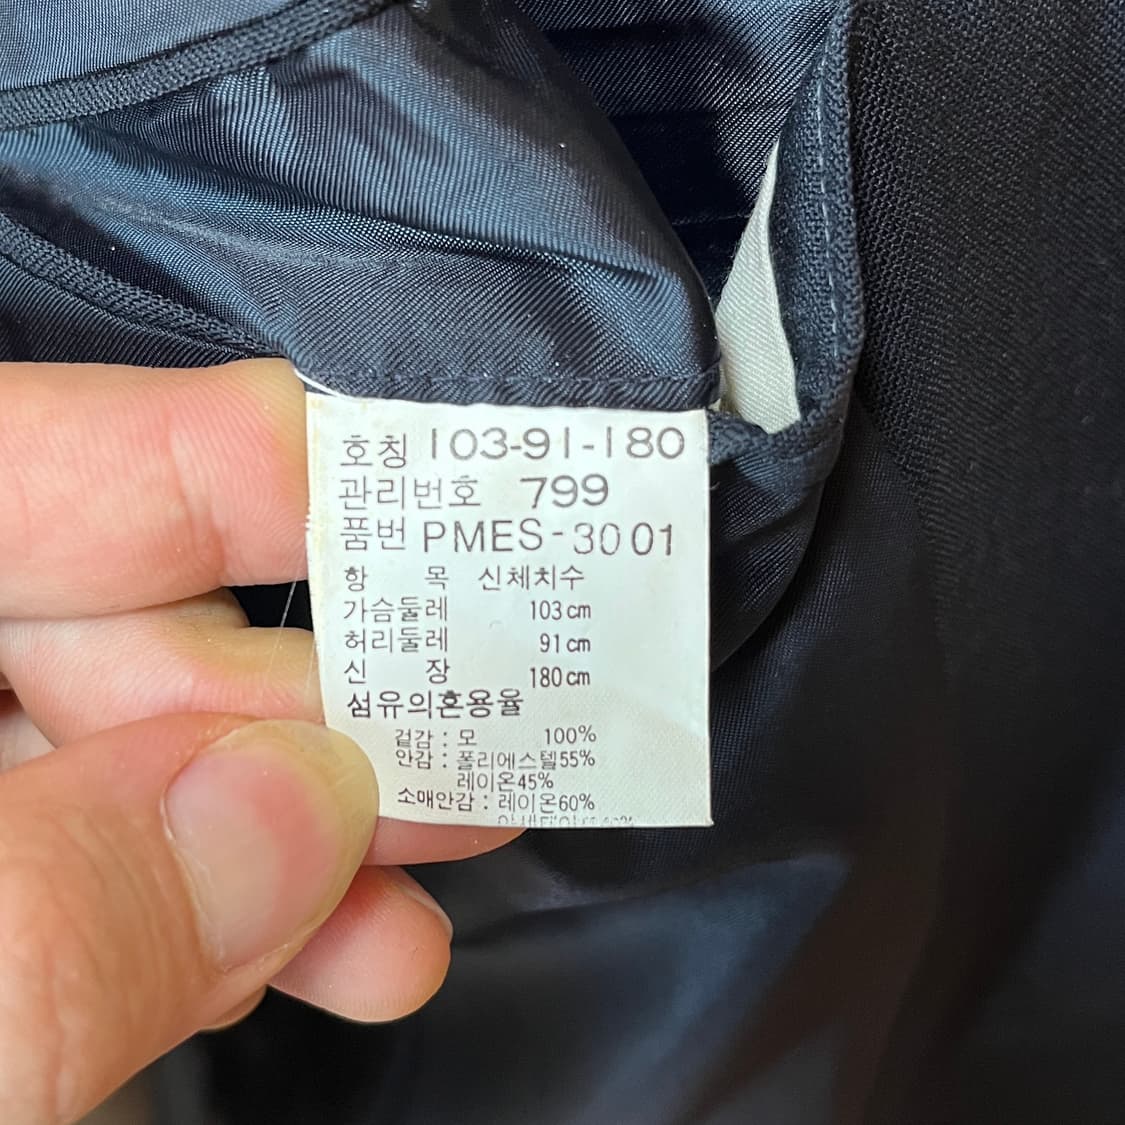 호칭 103-91-180
관리번호 799
품번 PMES-3001
항 목 신체치수
가슴둘레 103cm
허리둘레 91cm
신 장 180cm
섬유의혼용율
겉감 : 모 100%
안감 : 폴리에스텔55%
레이온45%
소매안감 : 레이온60%